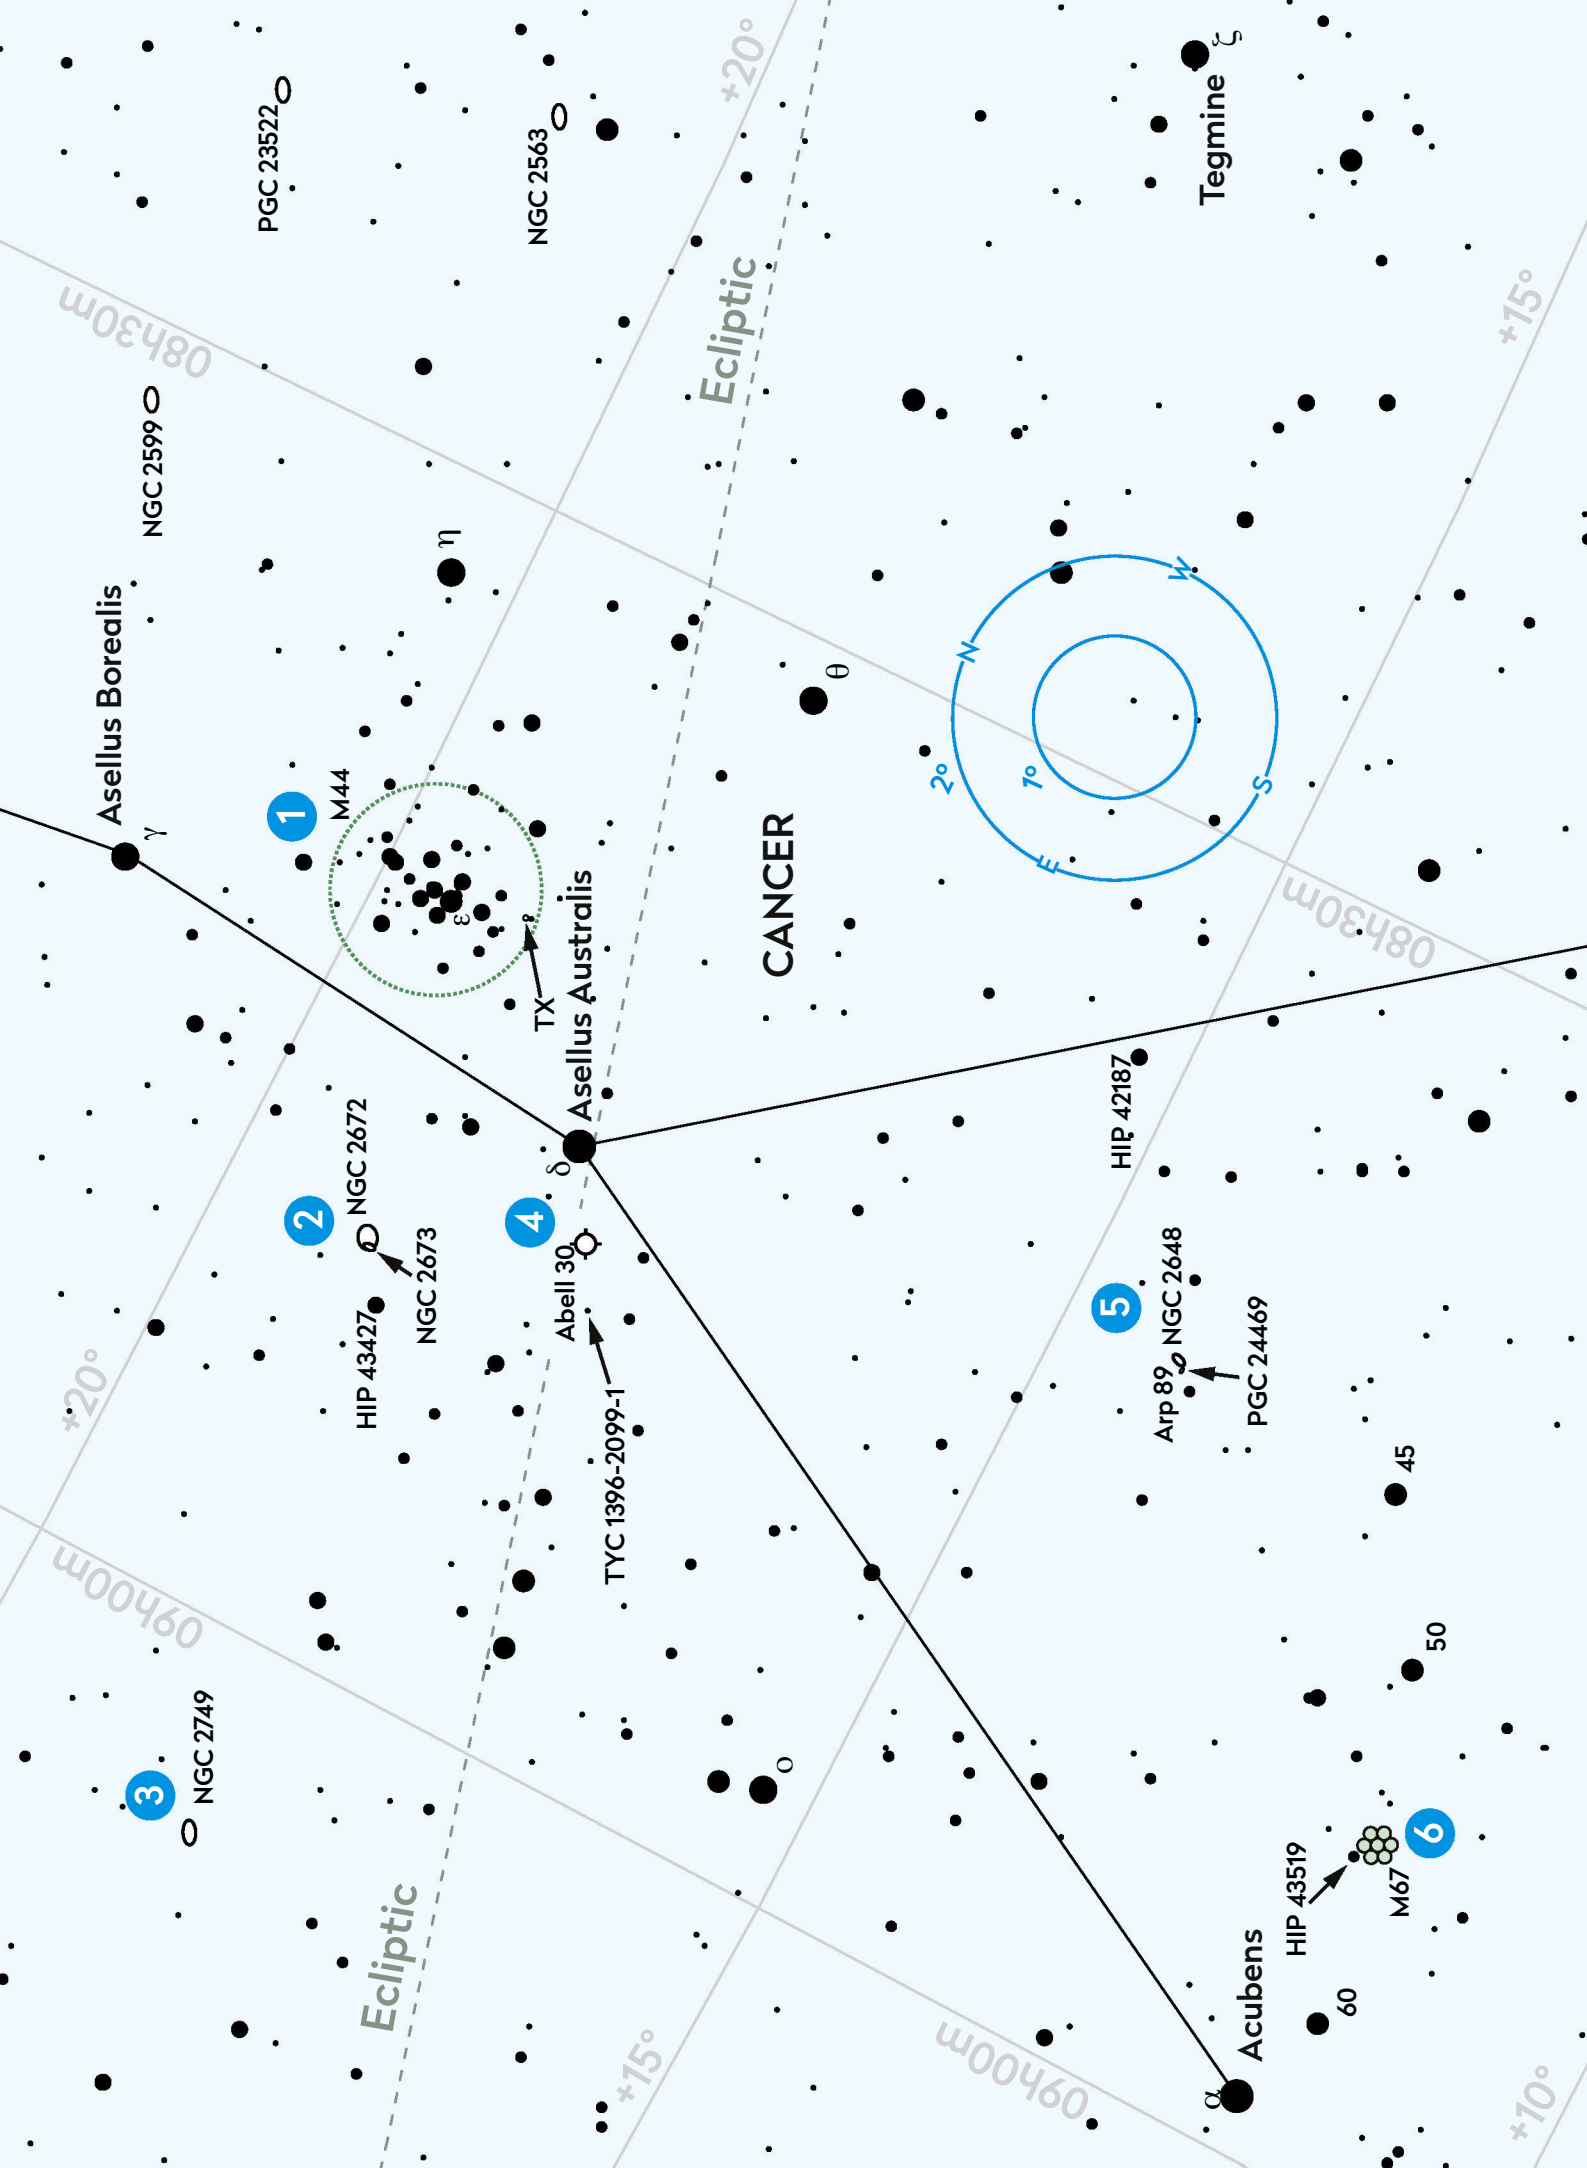 +20°
ζ
Tegmine
PGC 23522
NGC 2563
Ecliptic
08h30m
+15°
NGC 2599
η
Asellus Borealis
γ
1
M44
ε
TX
θ
CANCER
N
W
2°
1°
E
S
08h30m
Asellus Australis
δ
HIP 42187
2
NGC 2672
NGC 2673
HIP 43427
4
Abell 30
TYC 1396-2099-1
5
NGC 2648
Arp 89
PGC 24469
+20°
45
09h00m
50
3
NGC 2749
ο
6
M67
HIP 43519
Ecliptic
Acubens
α
60
+15°
09h00m
+10°